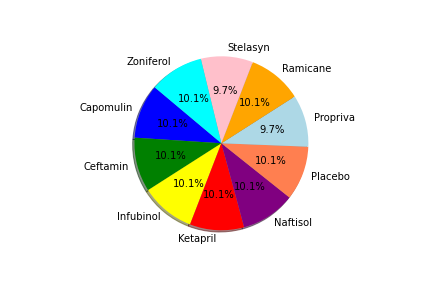 Stelasyn
Zoniferol
Ramicane
9.7%
10.1%
10.1%
Capomulin
10.1%
Propriva
9.7%
Ceftamin
10.1%
10.1%
Placebo
10.1%
10.1%
10.1%
Infubinol
Naftisol
Ketapril